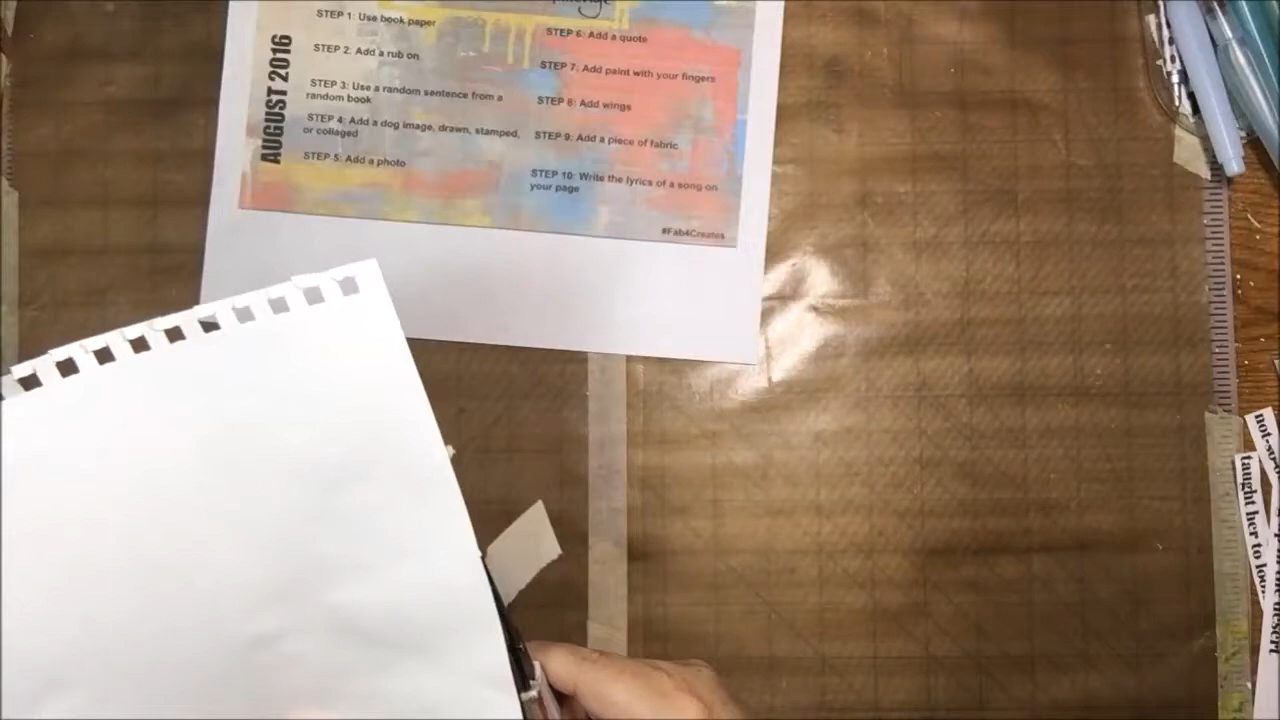 AUGUST 2016
STEP 1: Use book paper
STEP 2: Add a rub on
STEP 3: Use a random sentence from a
random book
STEP 4: Add a dog image, drawn, stamped,
or collaged
STEP 5: Add a photo
STEP 6: Add a quote
STEP 7: Add paint with your fingers
STEP 8: Add wings
STEP 9: Add a piece of fabric
STEP 10: Write the lyrics of a song on
your page
#Fab4Creates
taught her to